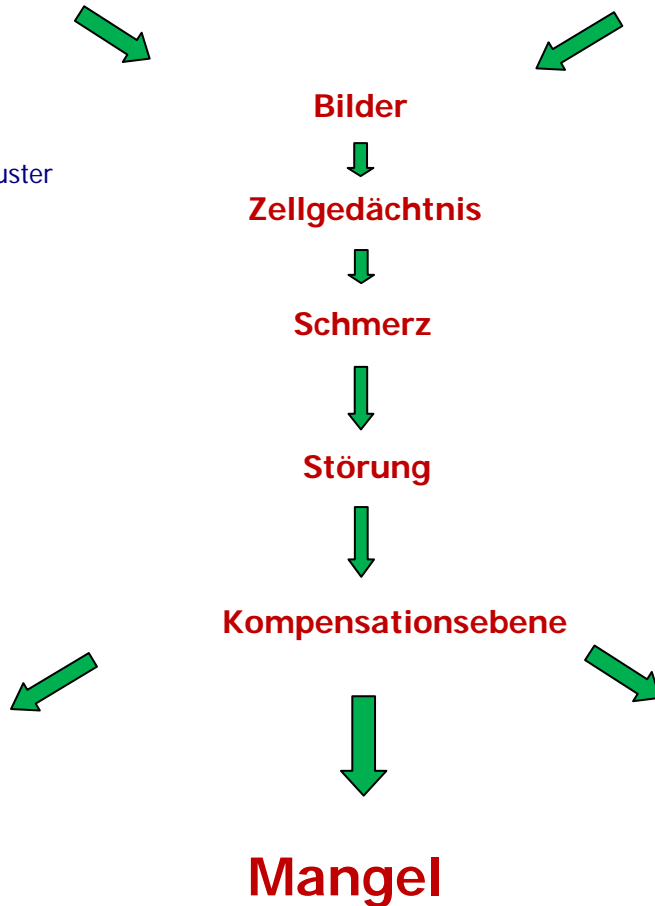 Bilder
uster
Zellgedächtnis
Schmerz
Störung
Kompensationsebene
Mangel